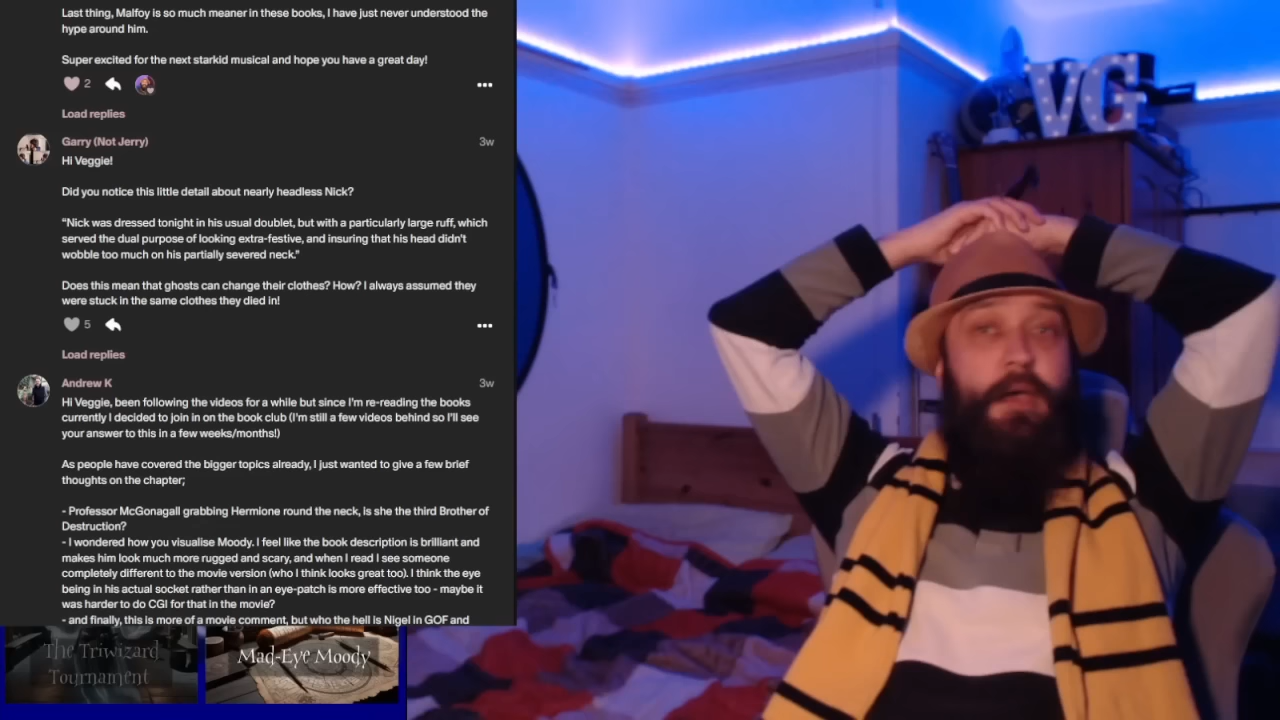 Last thing, Malfoy is so much meaner in these books, I have just never understood the
hype around him.
Super excited for the next starkid musical and hope you have a great day!
2
Load replies
Garry (Not Jerry) 3w
Hi Veggie!
Did you notice this little detail about nearly headless Nick?
"Nick was dressed tonight in his usual doublet, but with a particularly large ruff, which
served the dual purpose of looking extra-festive, and insuring that his head didn't
wobble too much on his partially severed neck."
Does this mean that ghosts can change their clothes? How? I always assumed they
were stuck in the same clothes they died in!
5
Load replies
Andrew K 3w
Hi Veggie, been following the videos for a while but since I'm re-reading the books
currently I decided to join in on the book club (I'm still a few videos behind so I'll see
your answer to this in a few weeks/months!)
As people have covered the bigger topics already, I just wanted to give a few brief
thoughts on the chapter;
- Professor McGonagall grabbing Hermione round the neck, is she the third Brother of
Destruction?
- I wondered how you visualise Moody. I feel like the book description is brilliant and
makes him look much more rugged and scary, and when I read I see someone
completely different to the movie version (who I think looks great too). I think the eye
being in his actual socket rather than in an eye-patch is more effective too - maybe it
was harder to do CGI for that in the movie?
- and finally, this is more of a movie comment, but who the hell is Nigel in GOF and
The Triwizard
Tournament
Mad-Eye Moody
VG